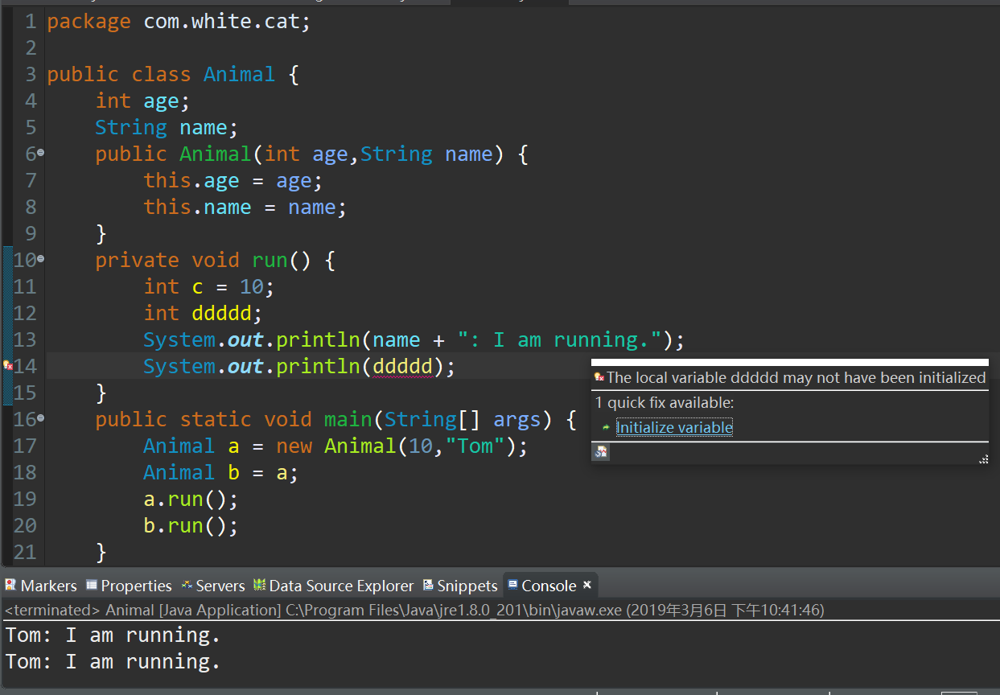 1 package com.white.cat;
2
3 public class Animal {
4 int age;
5 String name;
6 public Animal(int age,String name) {
7 this.age = age;
8 this.name = name;
9 }
10 private void run() {
11 int c = 10;
12 int ddddd;
13 System.out.println(name + ": I am running.");
14 System.out.println(ddddd);
The local variable ddddd may not have been initialized
1 quick fix available:
Initialize variable
15 }
16 public static void main(String[] args) {
17 Animal a = new Animal(10,"Tom");
18 Animal b = a;
19 a.run();
20 b.run();
21 }
Markers Properties Servers Data Source Explorer Snippets Console
<terminated> Animal [Java Application] C:\Program Files\Java\jre1.8.0_201\bin\javaw.exe (2019年3月6日 下午10:41:46)
Tom: I am running.
Tom: I am running.